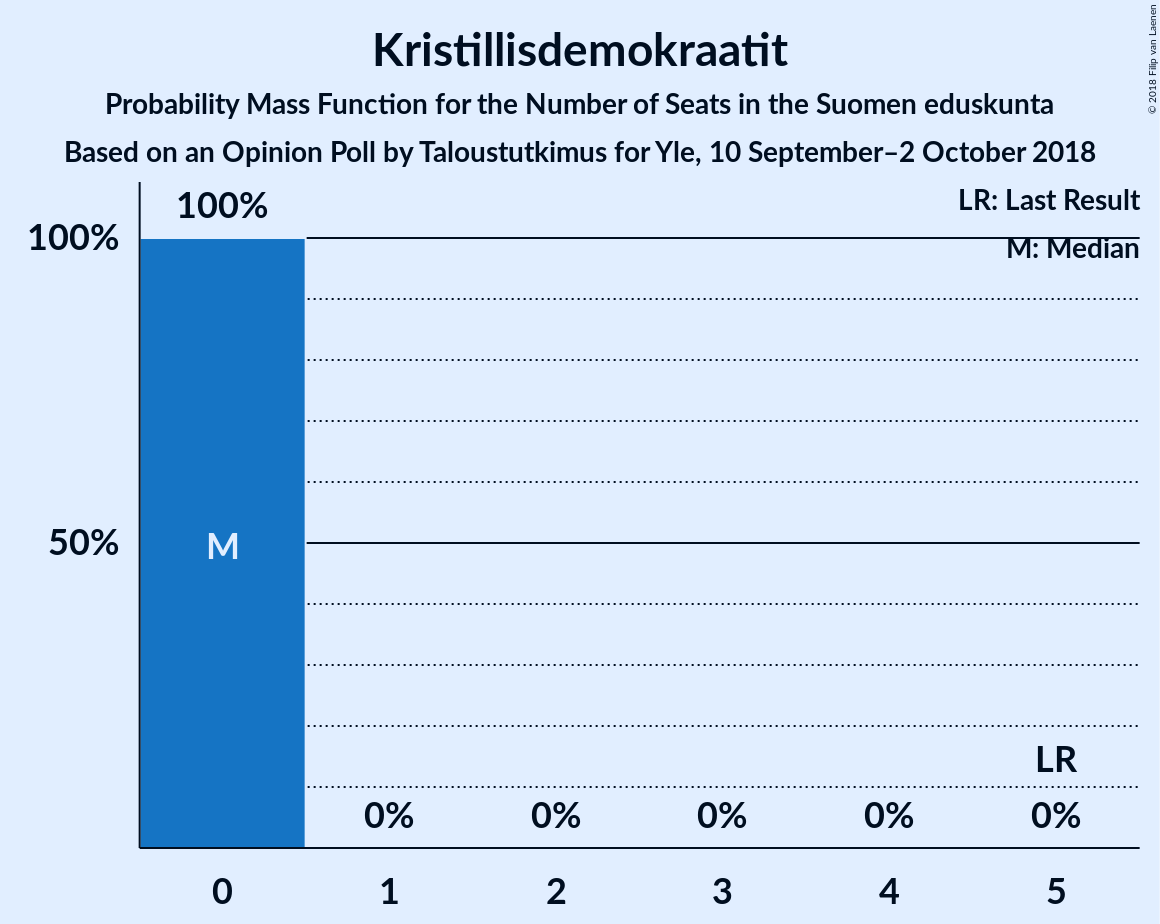 Kristillisdemokraatit
Probability Mass Function for the Number of Seats in the Suomen eduskunta
Based on an Opinion Poll by Taloustutkimus for Yle, 10 September–2 October 2018
© 2018 Filip van Laenen
LR: Last Result
M: Median
100%
100%
50%
M
LR
0%
0%
0%
0%
0%
0
1
2
3
4
5